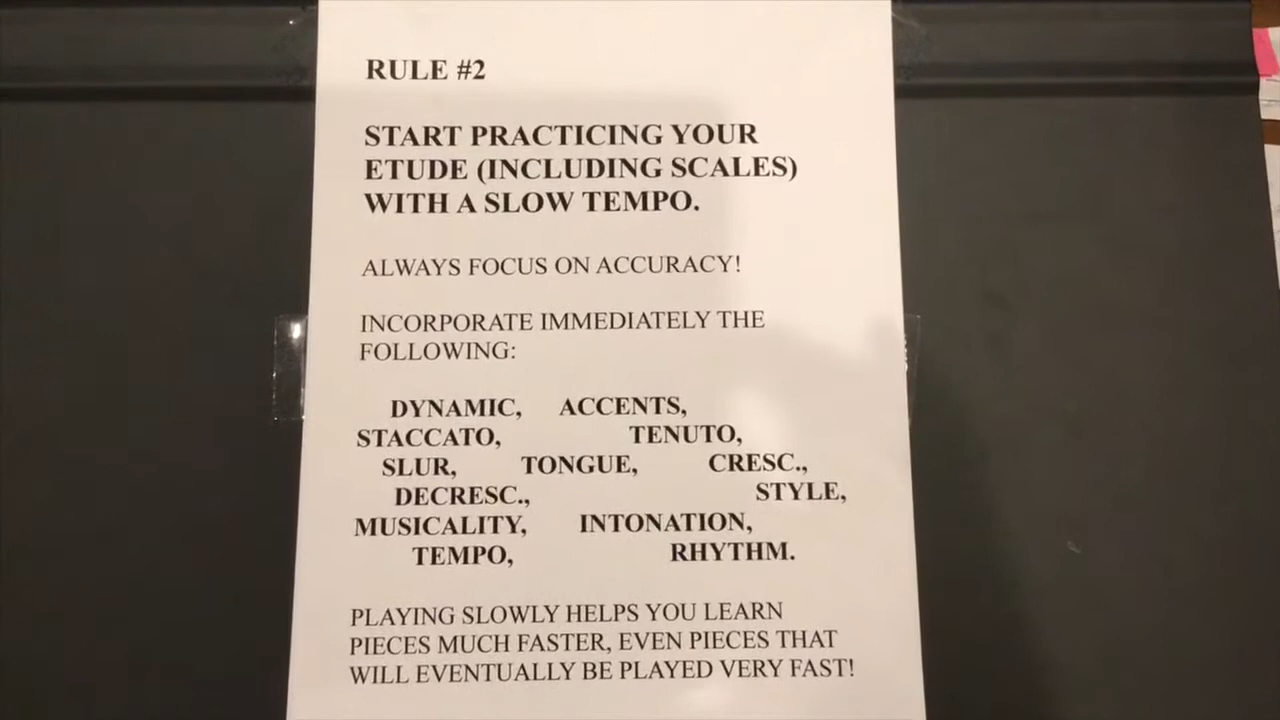 RULE #2
START PRACTICING YOUR
ETUDE (INCLUDING SCALES)
WITH A SLOW TEMPO.
ALWAYS FOCUS ON ACCURACY!
INCORPORATE IMMEDIATELY THE
FOLLOWING:
DYNAMIC, ACCENTS,
STACCATO, TENUTO,
SLUR, TONGUE, CRESC.,
DECRESC., STYLE,
MUSICALITY, INTONATION,
TEMPO, RHYTHM.
PLAYING SLOWLY HELPS YOU LEARN
PIECES MUCH FASTER, EVEN PIECES THAT
WILL EVENTUALLY BE PLAYED VERY FAST!